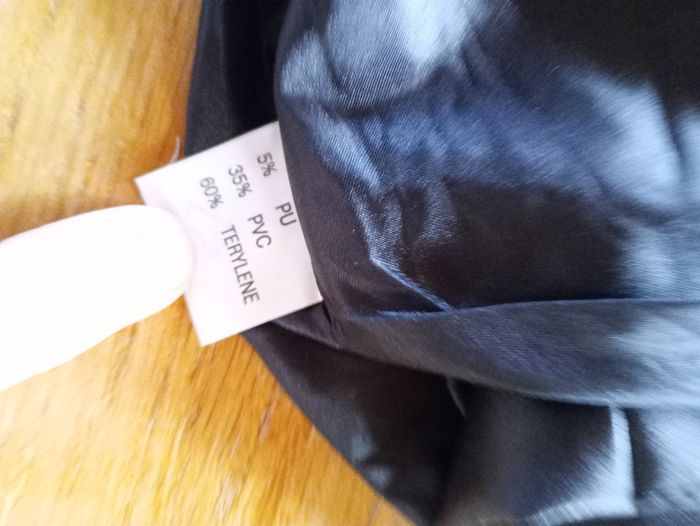 5% PU
35% PVC
60% TERYLENE